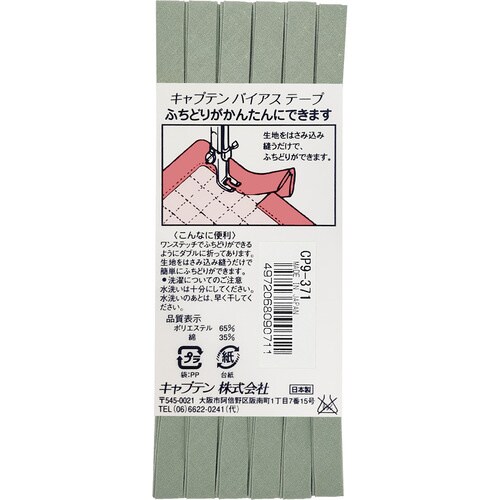 キャプテン バイアス テープ
ふちどりがかんたんにできます
生地をはさみ込み
縫うだけで、
ふちどりができます。
〈こんなに便利〉
ワンステッチでふちどりができる
ようにダブルに折ってあります。
生地をはさみ込み縫うだけで
簡単にふちどりができます。
●洗濯についてのご注意
水洗いは十分にしてください。
水洗いのあとは、早く干してく
ださい。
品質表示
ポリエステル 65%
綿 35%
プラ
袋:PP
紙
台紙
CP9-371
MADE IN JAPAN
4972068090711
キャプテン 株式会社
日本製
〒545-0021 大阪市阿倍野区阪南町1丁目7番15号
TEL (06)6622-0241(代)